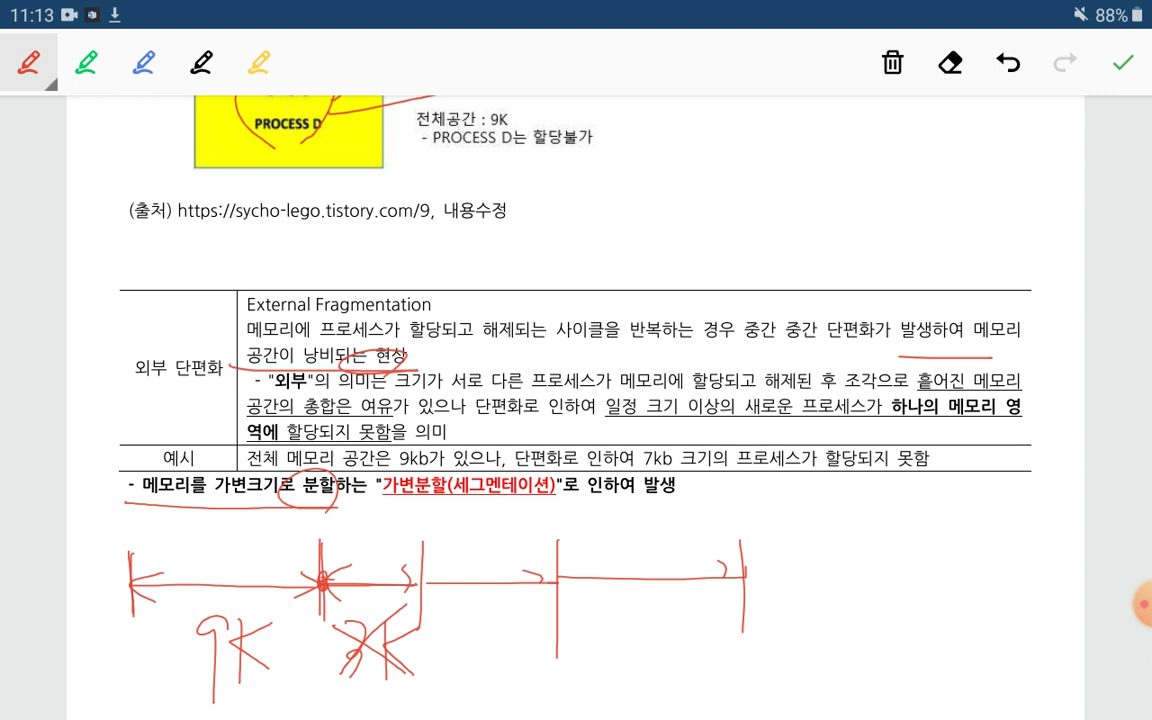 11:13
88%
PROCESS D
전체공간 : 9K
- PROCESS D는 할당불가
(출처) https://sycho-lego.tistory.com/9, 내용수정
External Fragmentation
메모리에 프로세스가 할당되고 해제되는 사이클을 반복하는 경우 중간 중간 단편화가 발생하여 메모리
공간이 낭비되는 현상
외부 단편화
- "외부"의 의미는 크기가 서로 다른 프로세스가 메모리에 할당되고 해제된 후 조각으로 흩어진 메모리
공간의 총합은 여유가 있으나 단편화로 인하여 일정 크기 이상의 새로운 프로세스가 하나의 메모리 영
역에 할당되지 못함을 의미
예시
전체 메모리 공간은 9kb가 있으나, 단편화로 인하여 7kb 크기의 프로세스가 할당되지 못함
- 메모리를 가변크기로 분할하는 "가변분할(세그멘테이션)"로 인하여 발생
9K